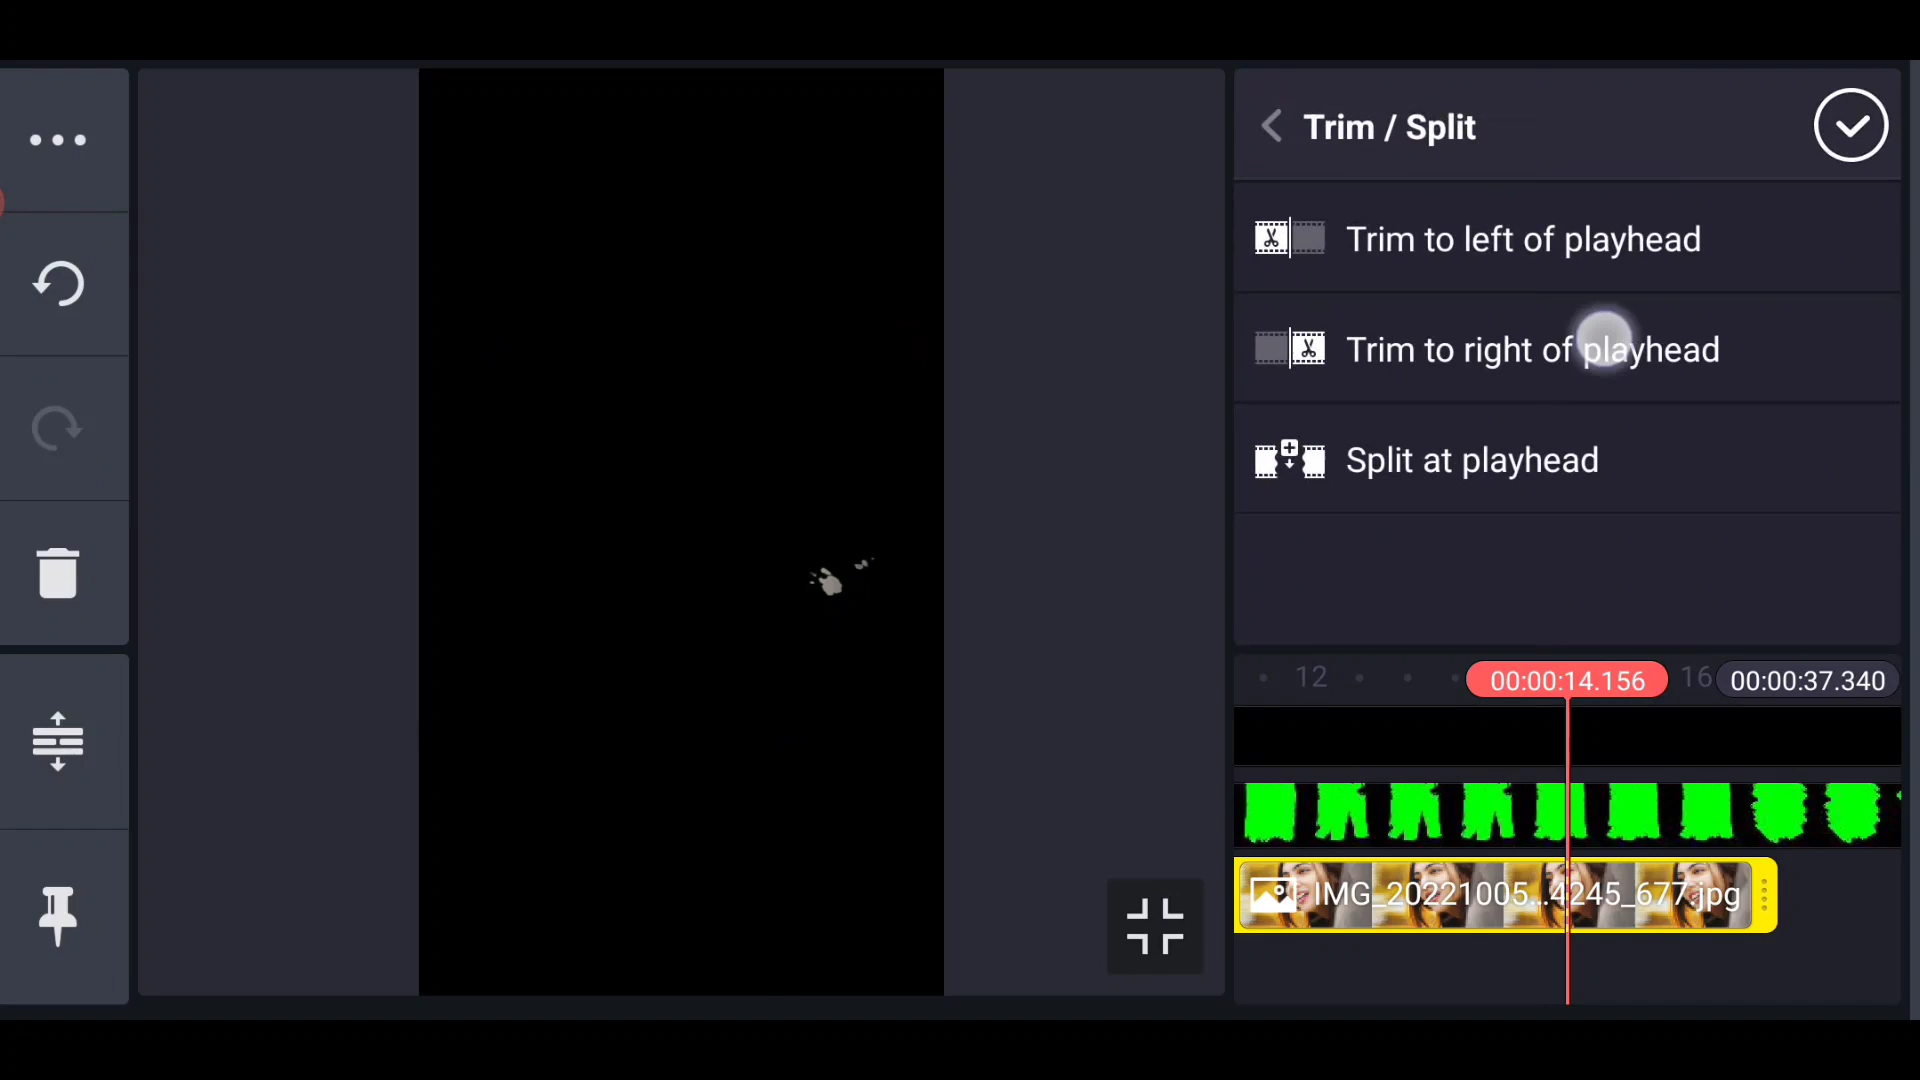 Trim / Split
Trim to left of playhead
Trim to right of playhead
Split at playhead
12
00:00:14.156
16
00:00:37.340
IMG_20221005...4245_677.jpg